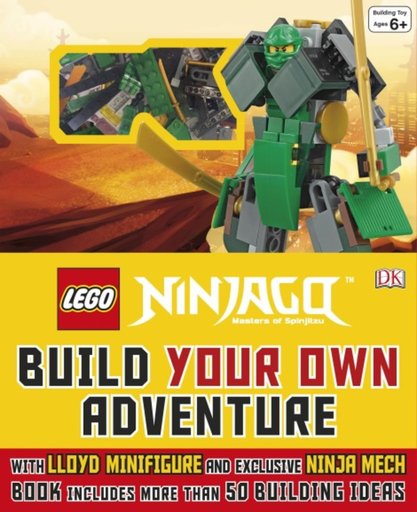 Building Toy
Ages 6+
LEGO NINJAGO™ DK
Masters of Spinjitzu
BUILD YOUR OWN
ADVENTURE
WITH LLOYD MINIFIGURE AND EXCLUSIVE NINJA MECH
BOOK INCLUDES MORE THAN 50 BUILDING IDEAS